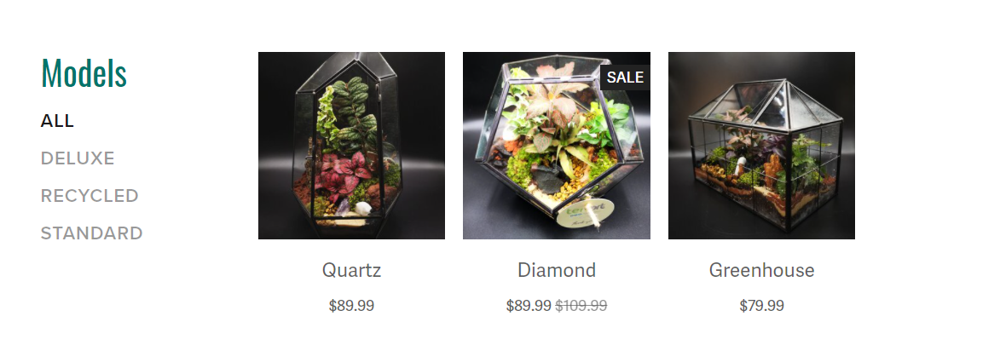 Models
ALL
DELUXE
RECYCLED
STANDARD
SALE
Quartz
$89.99
Diamond
$89.99 $109.99
Greenhouse
$79.99